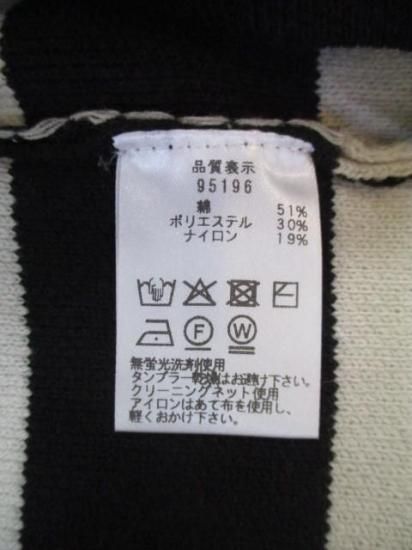 品質表示
95196
綿 51%
ポリエステル 30%
ナイロン 19%
F W
無蛍光洗剤使用
タンブラー乾燥はお避け下さい。
クリーニングネット使用
アイロンはあて布を使用し、
軽くおかけ下さい。